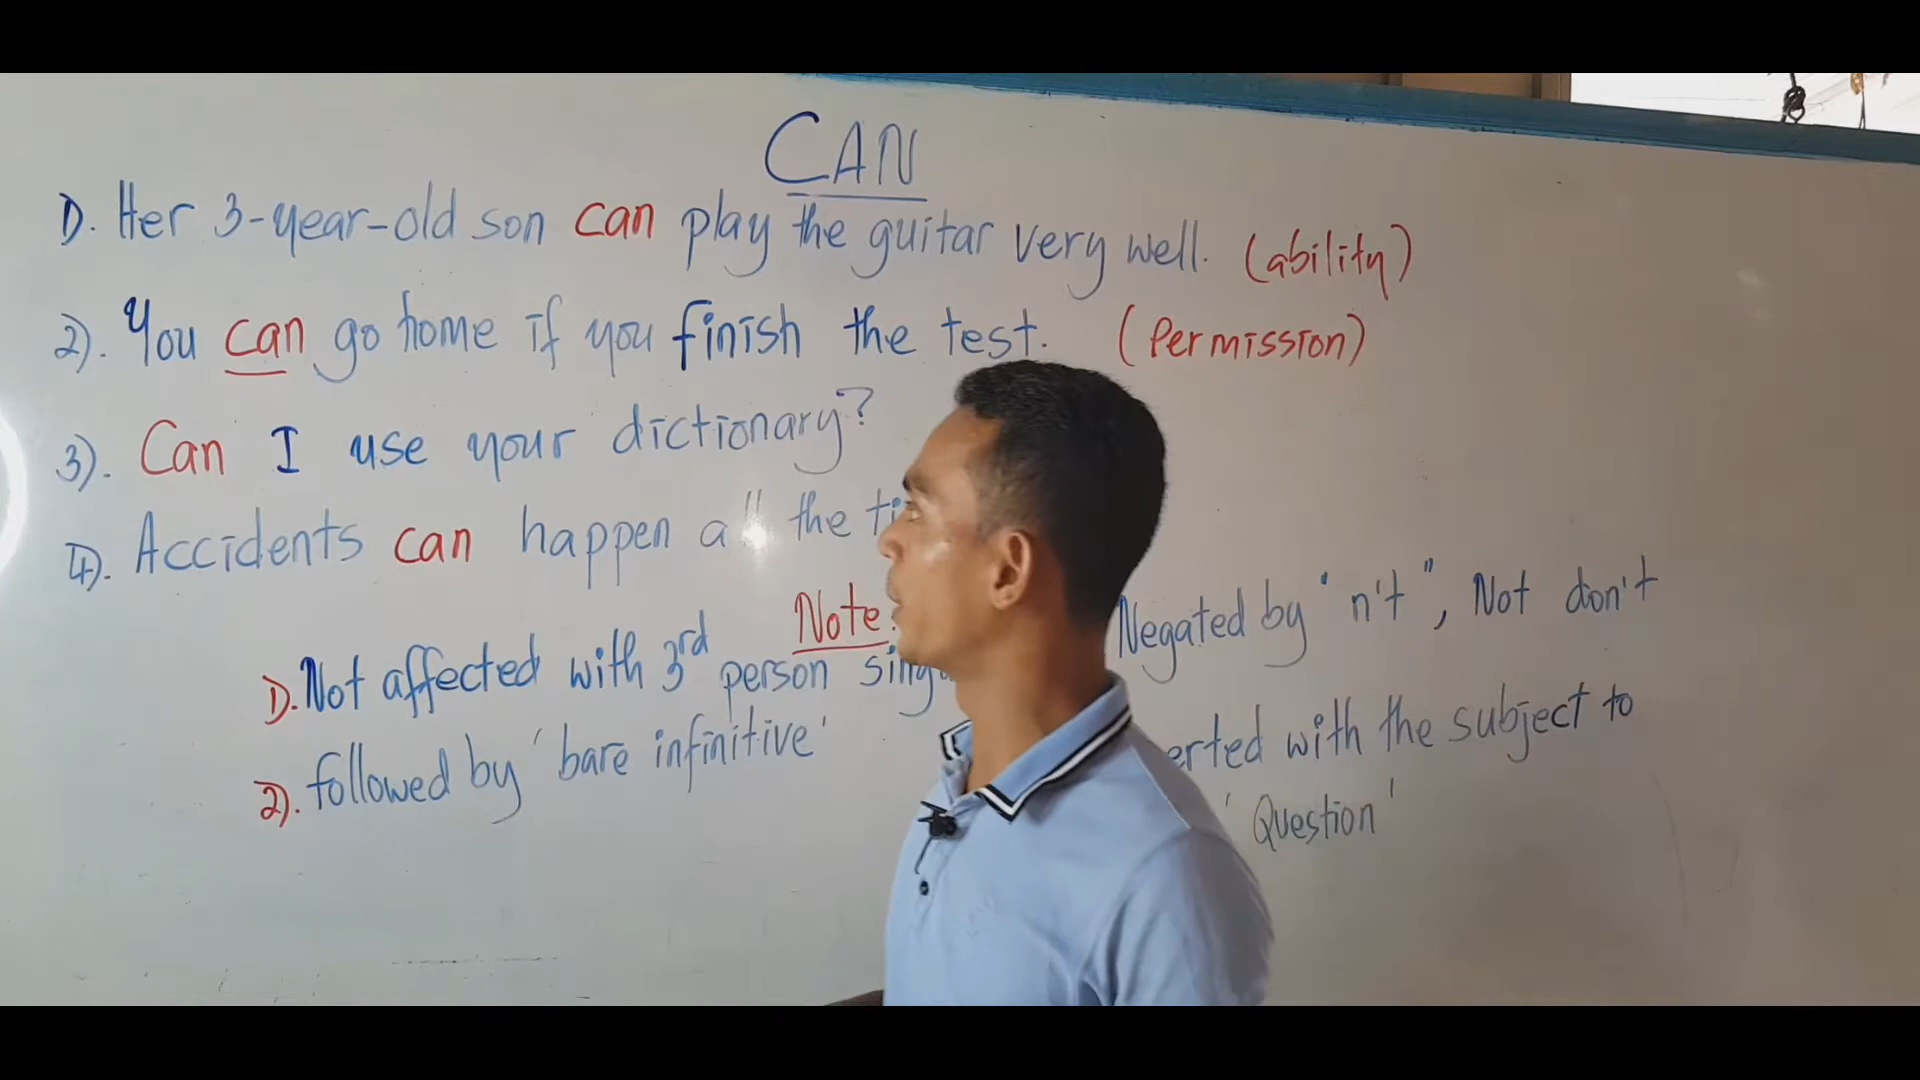 CAN
1). Her 3-year-old son can play the guitar very well. (ability)
2). You can go home if you finish the test. (Permission)
3). Can I use your dictionary?
4). Accidents can happen all the
Note:
1). Not affected with 3rd person
2). followed by 'bare infinitive'
Negated by "n't", Not don't
with the subject to
'Question'